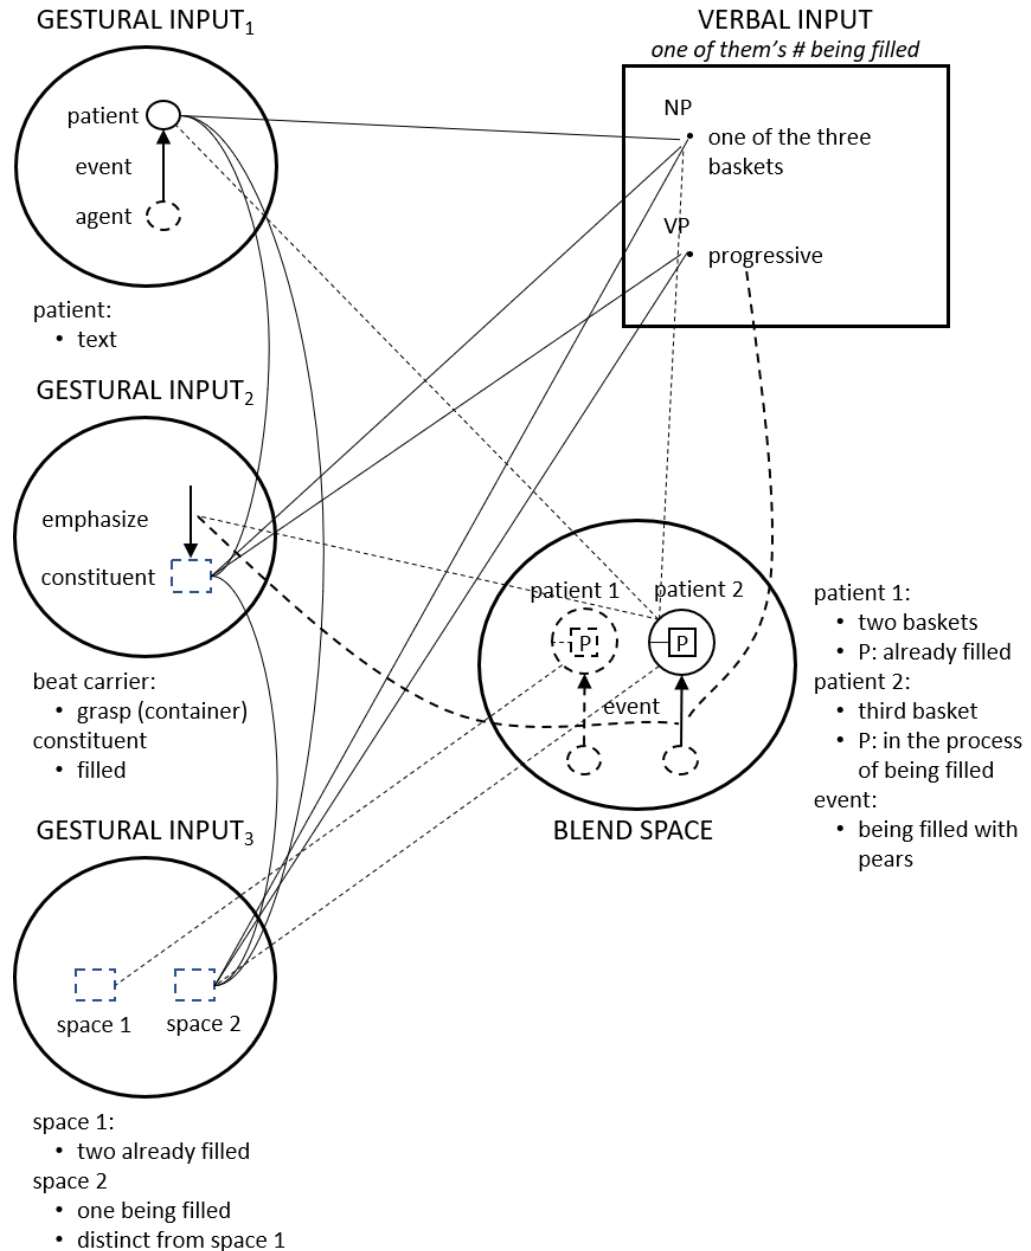 GESTURAL INPUT1
patient
event
agent
patient:
• text
GESTURAL INPUT2
emphasize
constituent
beat carrier:
• grasp (container)
constituent
• filled
GESTURAL INPUT3
space 1
space 2
space 1:
• two already filled
space 2
• one being filled
• distinct from space 1
VERBAL INPUT
one of them’s # being filled
NP
• one of the three
baskets
VP
• progressive
patient 1
patient 2
P
P
event
BLEND SPACE
patient 1:
• two baskets
• P: already filled
patient 2:
• third basket
• P: in the process
of being filled
event:
• being filled with
pears